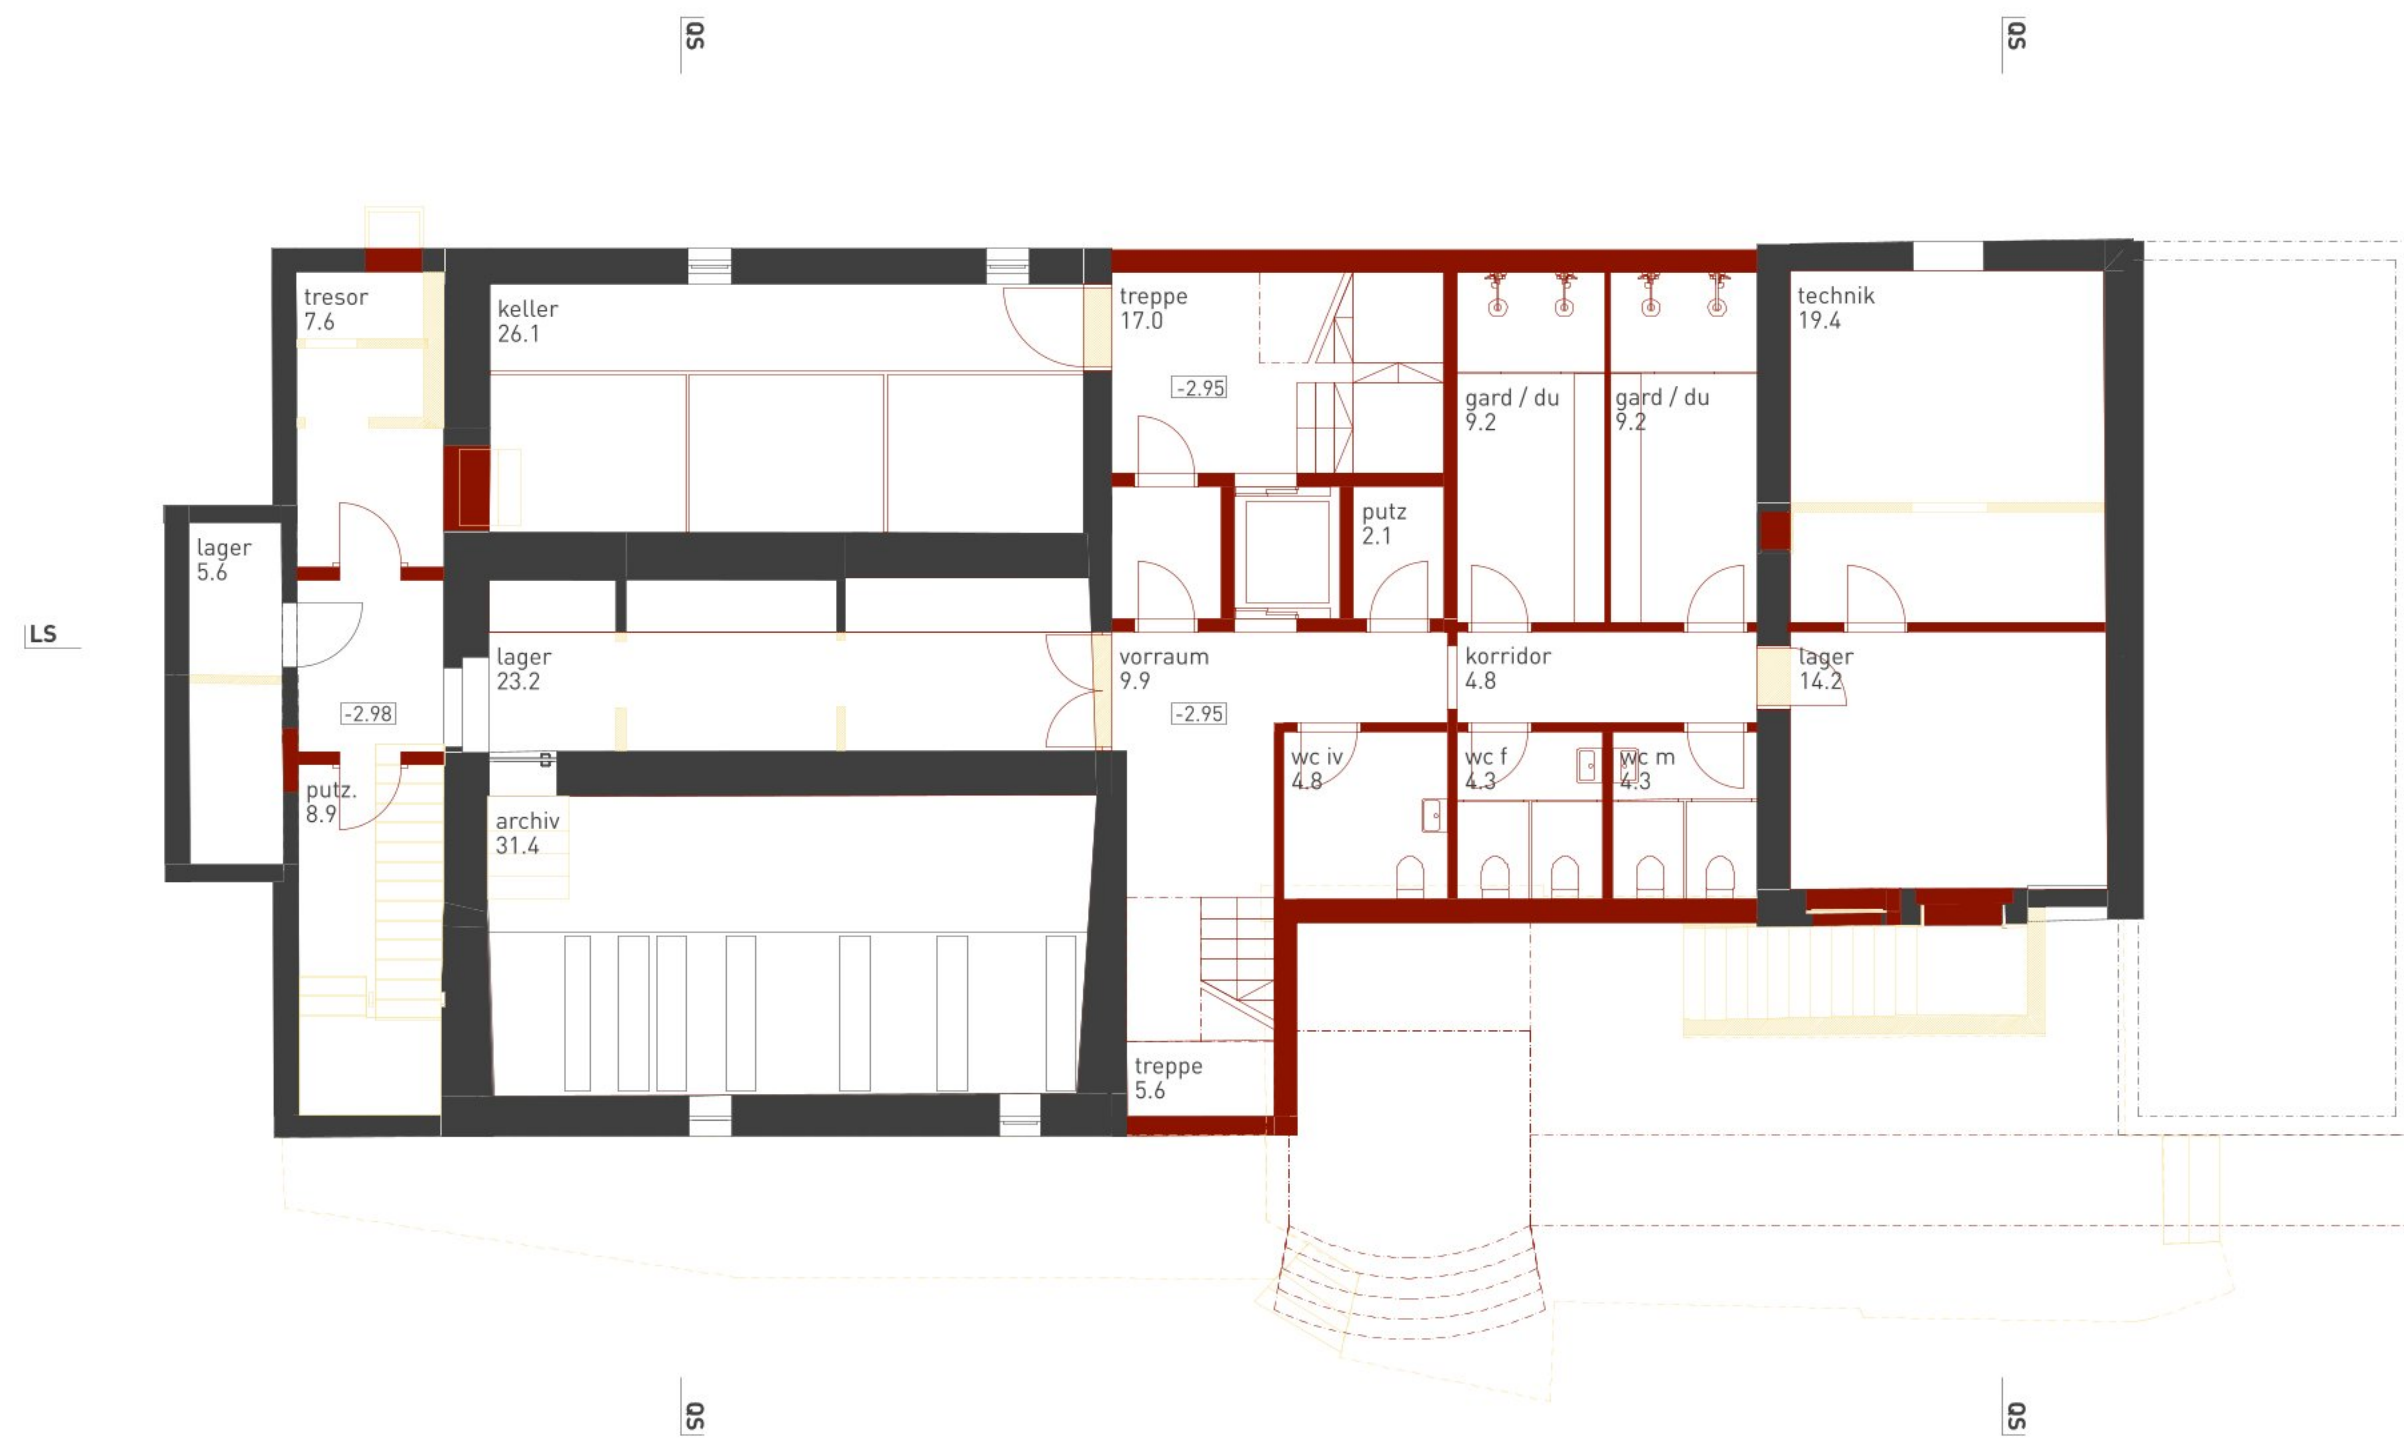 QS
QS
tresor
7.6
keller
26.1
treppe
17.0
-2.95
gard / du
9.2
gard / du
9.2
technik
19.4
lager
5.6
putz
2.1
LS
lager
23.2
vorraum
9.9
korridor
4.8
lager
14.2
-2.98
-2.95
putz.
8.9
archiv
31.4
wc iv
4.8
wc f
4.3
wc m
4.3
treppe
5.6
QS
QS